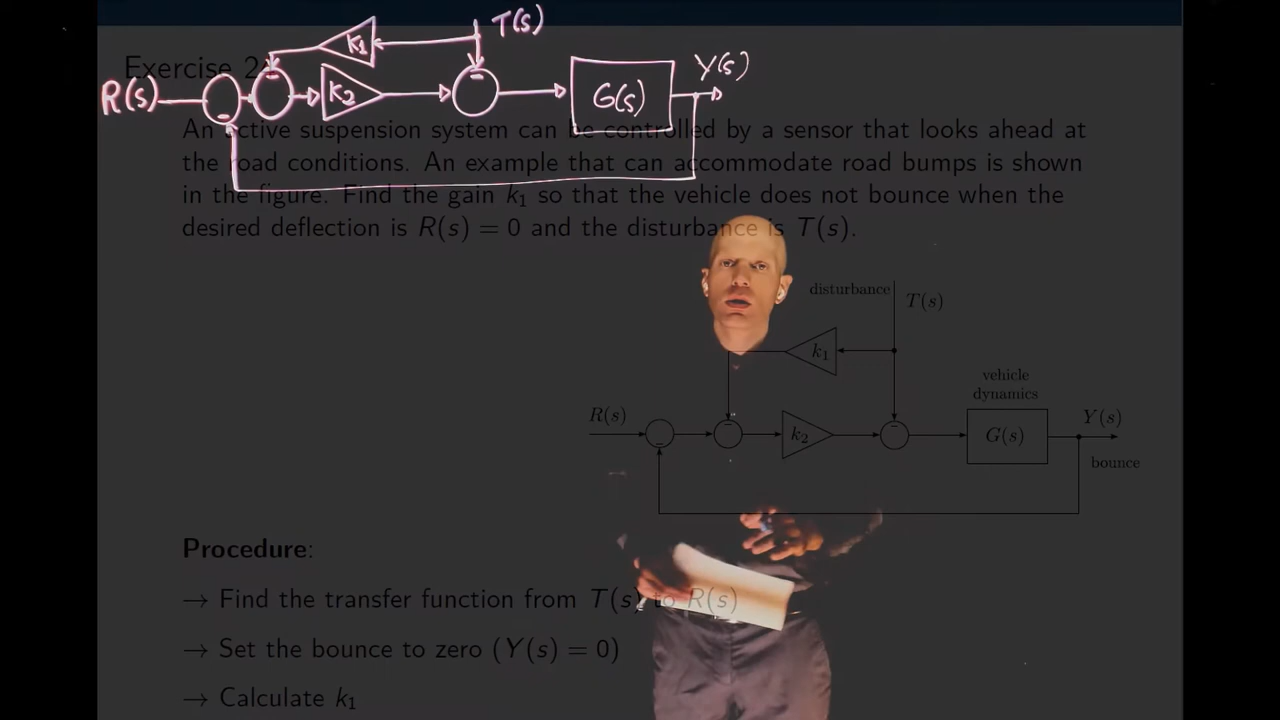 T(s)
k1
Y(s)
R(s)
K2
G(s)
Exercise 2
An active suspension system can be controlled by a sensor that looks ahead at
the road conditions. An example that can accommodate road bumps is shown
in the figure. Find the gain k1 so that the vehicle does not bounce when the
desired deflection is R(s) = 0 and the disturbance is T(s).
disturbance
T(s)
k1
vehicle
dynamics
R(s)
k2
G(s)
Y(s)
bounce
Procedure:
→ Find the transfer function from T(s) to R(s)
→ Set the bounce to zero (Y(s) = 0)
→ Calculate k1